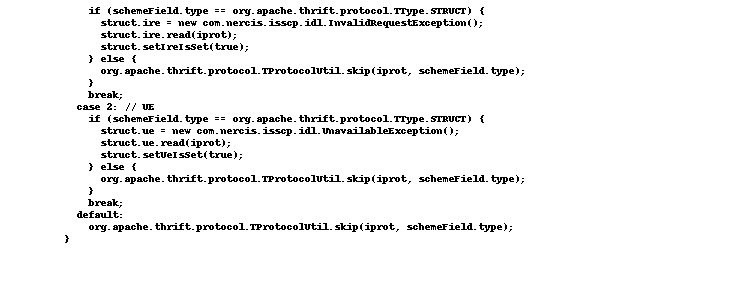 if (schemeField.type == org.apache.thrift.protocol.TType.STRUCT) {
struct.ire = new com.nercis.isscp.idl.InvalidRequestException();
struct.ire.read(iprot);
struct.setIreIsSet(true);
} else {
org.apache.thrift.protocol.TProtocolUtil.skip(iprot, schemeField.type);
}
break;
case 2: // UE
if (schemeField.type == org.apache.thrift.protocol.TType.STRUCT) {
struct.ue = new com.nercis.isscp.idl.UnavailableException();
struct.ue.read(iprot);
struct.setUeIsSet(true);
} else {
org.apache.thrift.protocol.TProtocolUtil.skip(iprot, schemeField.type);
}
break;
default:
org.apache.thrift.protocol.TProtocolUtil.skip(iprot, schemeField.type);
}